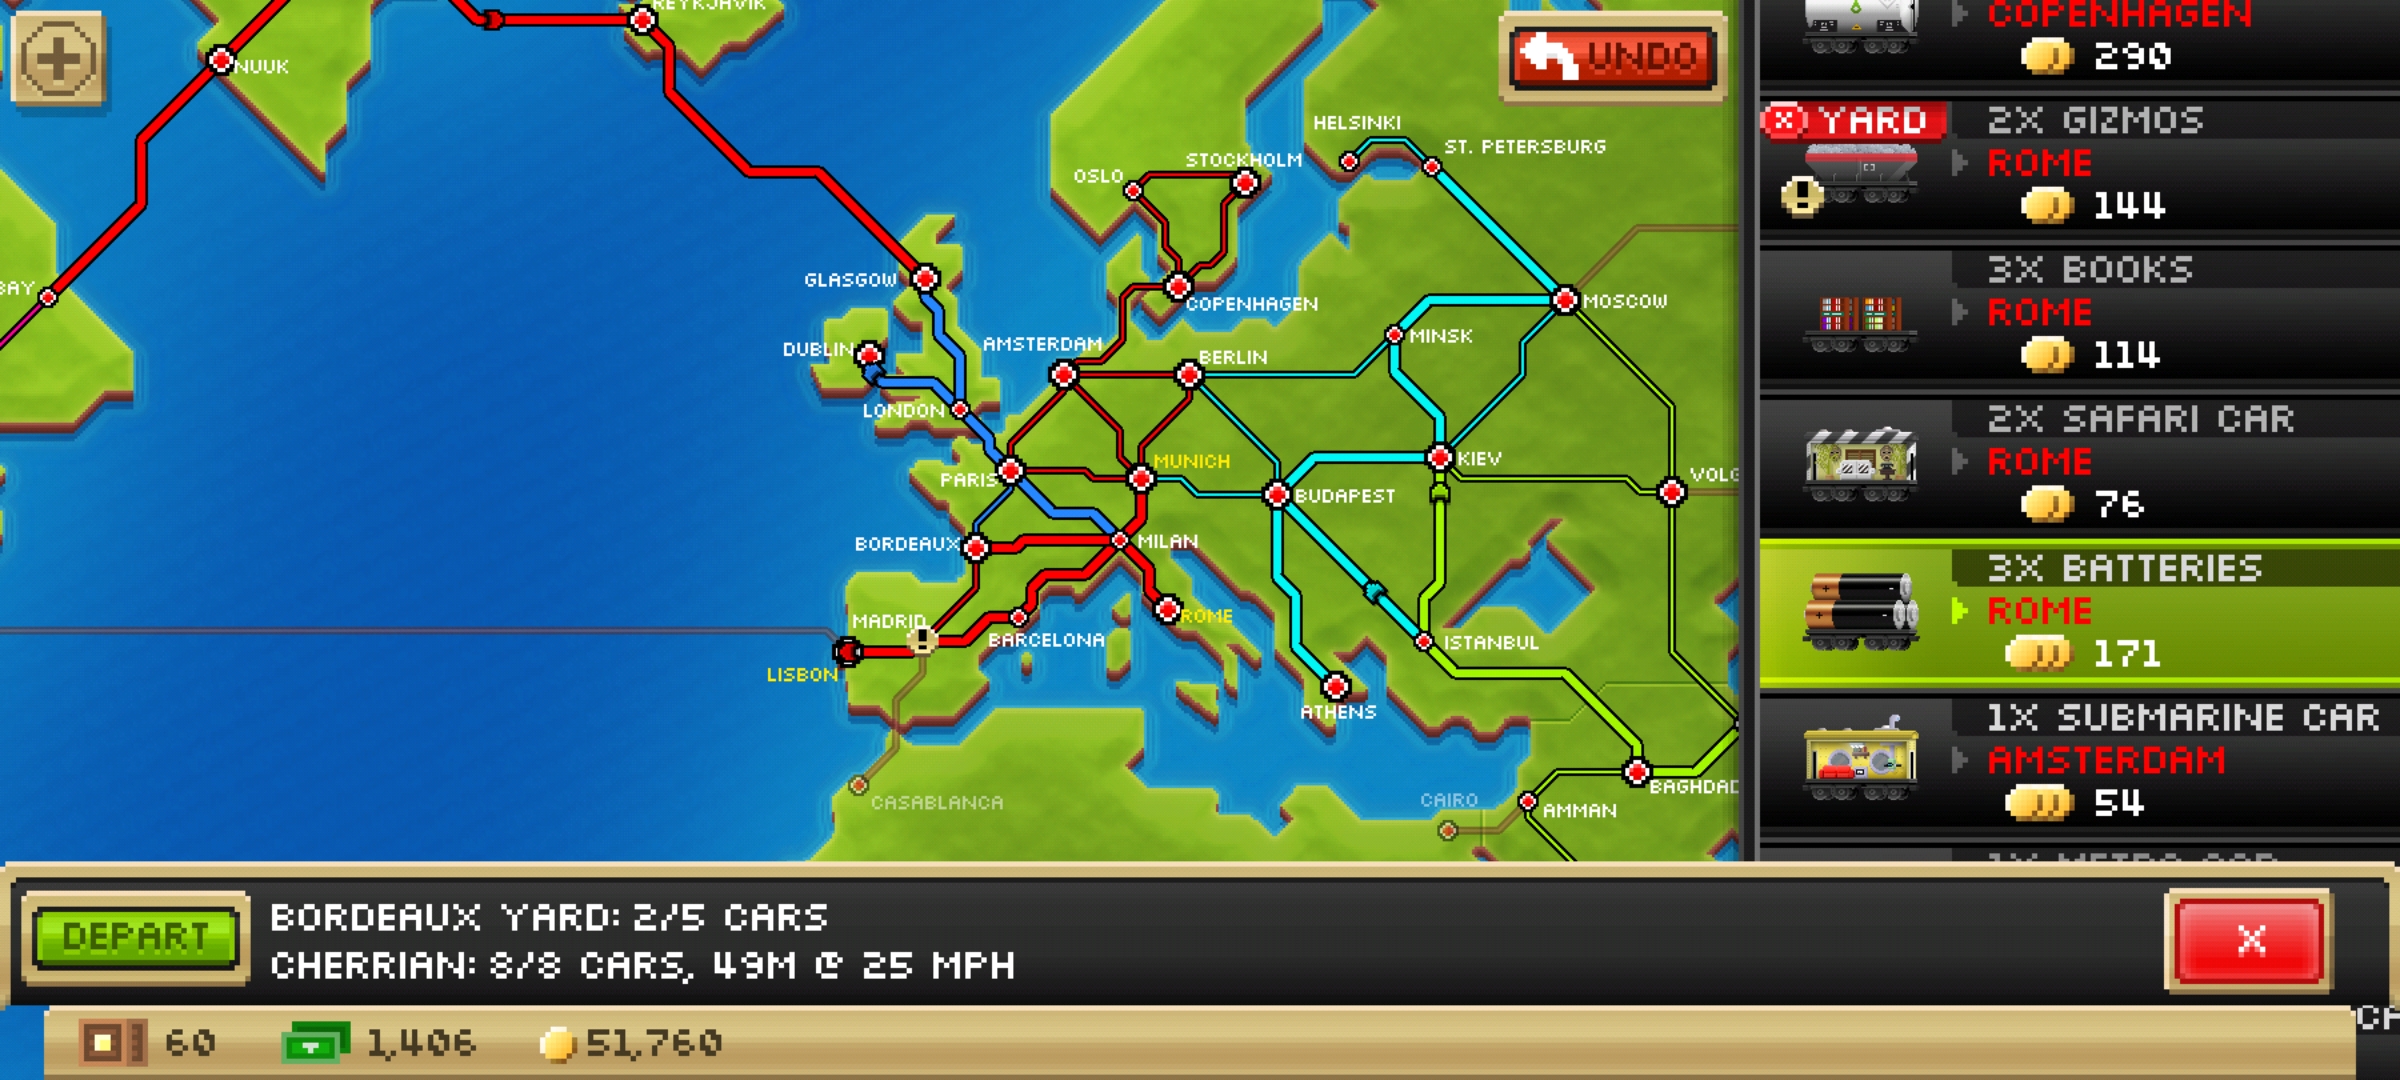 REYKJAVIK
NUUK
UNDO
HELSINKI
ST. PETERSBURG
STOCKHOLM
OSLO
GLASGOW
COPENHAGEN
MOSCOW
MINSK
DUBLIN
AMSTERDAM
BERLIN
LONDON
MUNICH
KIEV
PARIS
BUDAPEST
BORDEAUX
MILAN
MADRID
BARCELONA
ROME
ISTANBUL
LISBON
ATHENS
CASABLANCA
CAIRO
AMMAN
BAGHDAD
COPENHAGEN
290
YARD
2X GIZMOS
ROME
144
3X BOOKS
ROME
114
2X SAFARI CAR
ROME
76
3X BATTERIES
ROME
171
1X SUBMARINE CAR
AMSTERDAM
54
DEPART
BORDEAUX YARD: 2/5 CARS
CHERRIAN: 8/8 CARS, 49M @ 25 MPH
X
60
1,406
51,760